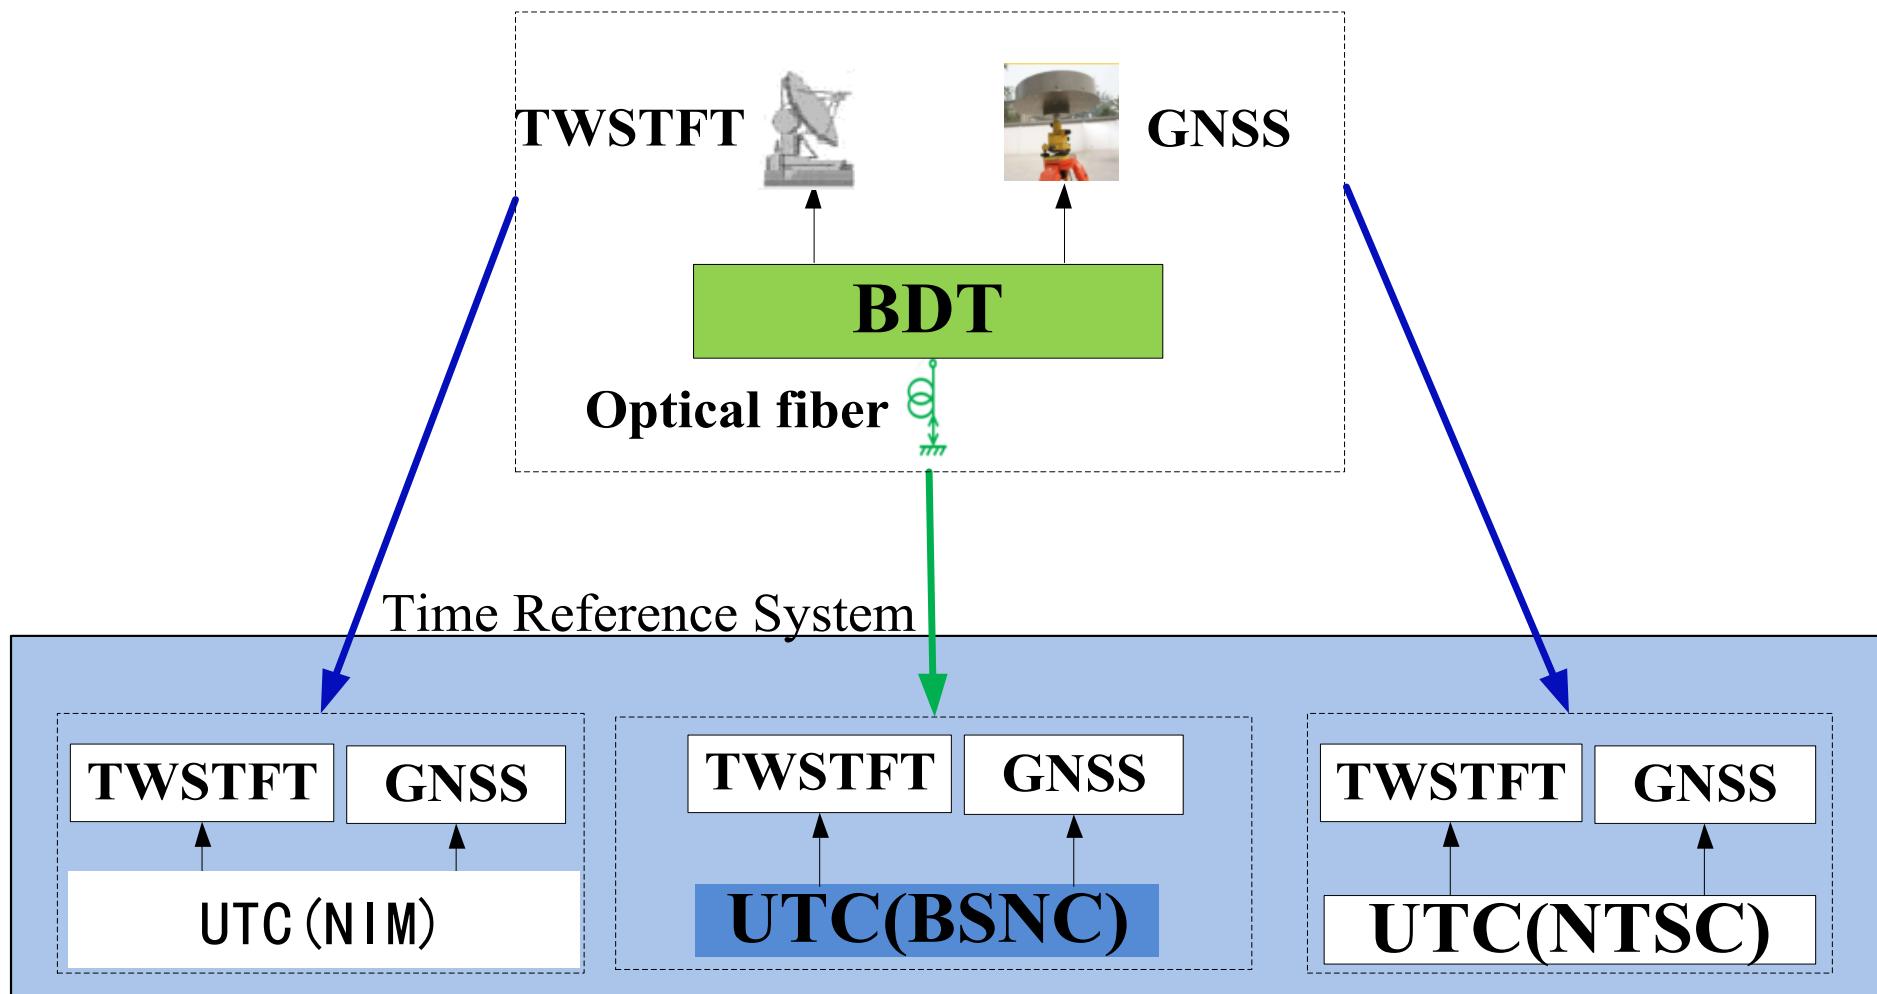 TWSTFT
GNSS
BDT
Optical fiber
Time Reference System
TWSTFT
GNSS
UTC(NIM)
TWSTFT
GNSS
UTC(BSNC)
TWSTFT
GNSS
UTC(NTSC)